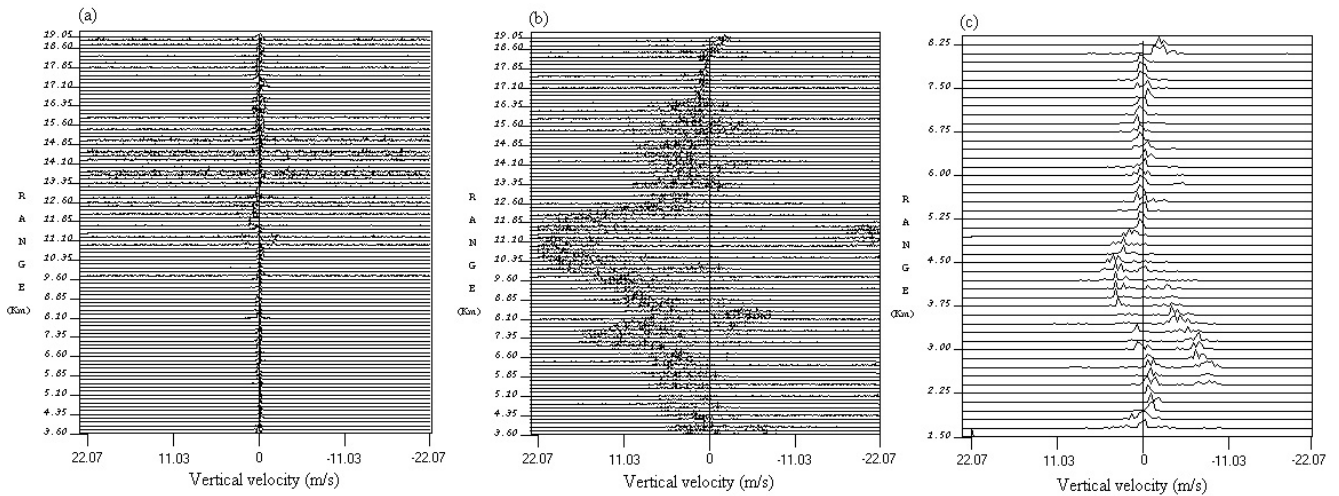 (a)
19.05
18.60
17.85
17.10
16.35
15.60
14.85
14.10
13.35
12.60
11.85
11.10
10.35
9.60
8.85
8.10
7.35
6.60
5.85
5.10
4.35
3.60
R
A
N
G
E
(Km)
22.07 11.03 0 -11.03 -22.07
Vertical velocity (m/s)
(b)
19.05
18.60
17.85
17.10
16.35
15.60
14.85
14.10
13.35
12.60
11.85
11.10
10.35
9.60
8.85
8.10
7.35
6.60
5.85
5.10
4.35
3.60
R
A
N
G
E
(Km)
22.07 11.03 0 -11.03 -22.07
Vertical velocity (m/s)
(c)
8.25
7.50
6.75
6.00
5.25
4.50
3.75
3.00
2.25
1.50
R
A
N
G
E
(Km)
22.07 11.03 0 -11.03 -22.07
Vertical velocity (m/s)